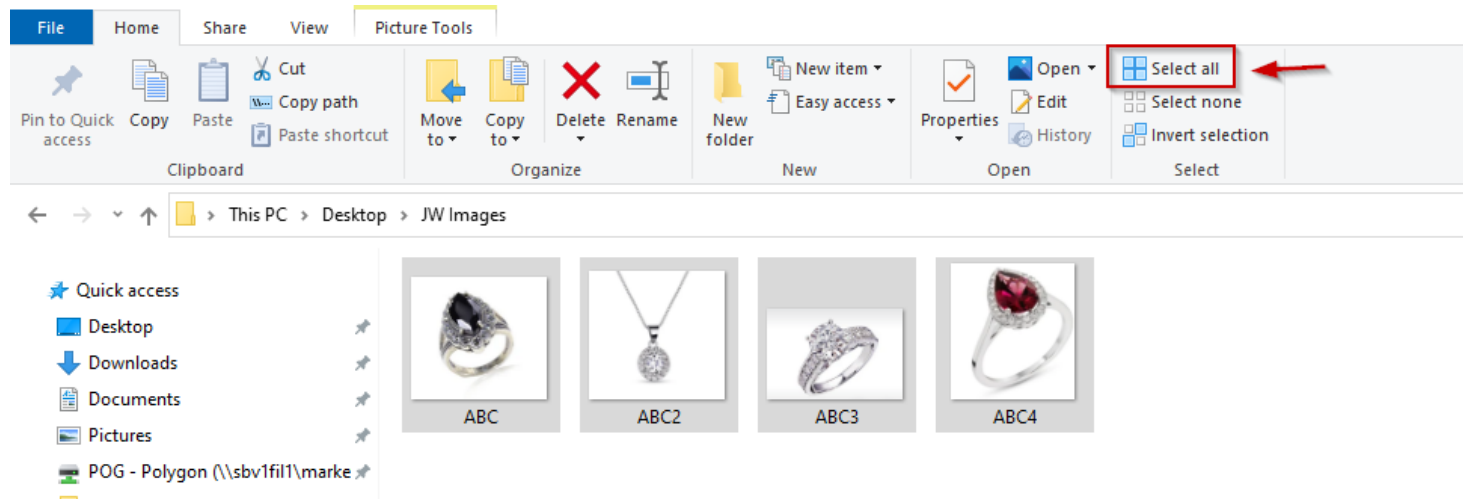 File Home Share View Picture Tools
Pin to Quick access
Copy
Paste
Cut
Copy path
Paste shortcut
Clipboard
Move to
Copy to
Delete
Rename
Organize
New folder
New item
Easy access
New
Properties
Open
Edit
History
Open
Select all
Select none
Invert selection
Select
This PC > Desktop > JW Images
Quick access
Desktop
Downloads
Documents
Pictures
POG - Polygon (\\sbv1fil1\marke
ABC ABC2 ABC3 ABC4